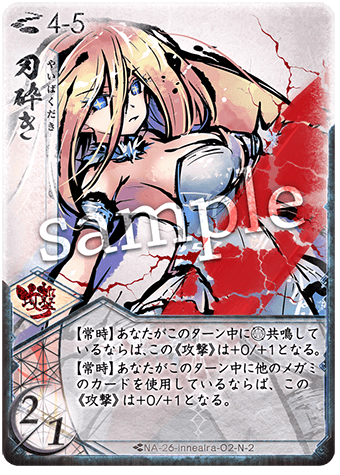 4-5
刃砕き
やいばくだき
sample
攻撃
【常時】あなたがこのターン中に共鳴して
いるならば、この《攻撃》は+0/+1となる。
【常時】あなたがこのターン中に他のメガミ
のカードを使用しているならば、この
《攻撃》は+0/+1となる。
2
1
NA-26-innealra-O2-N-2